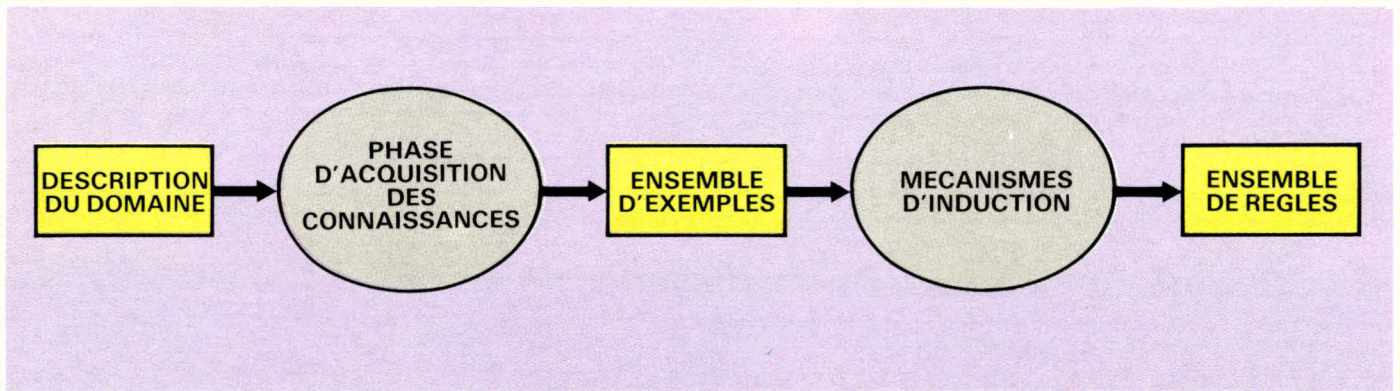 DESCRIPTION
DU DOMAINE
PHASE
D'ACQUISITION
DES
CONNAISSANCES
ENSEMBLE
D'EXEMPLES
MECANISMES
D'INDUCTION
ENSEMBLE
DE REGLES